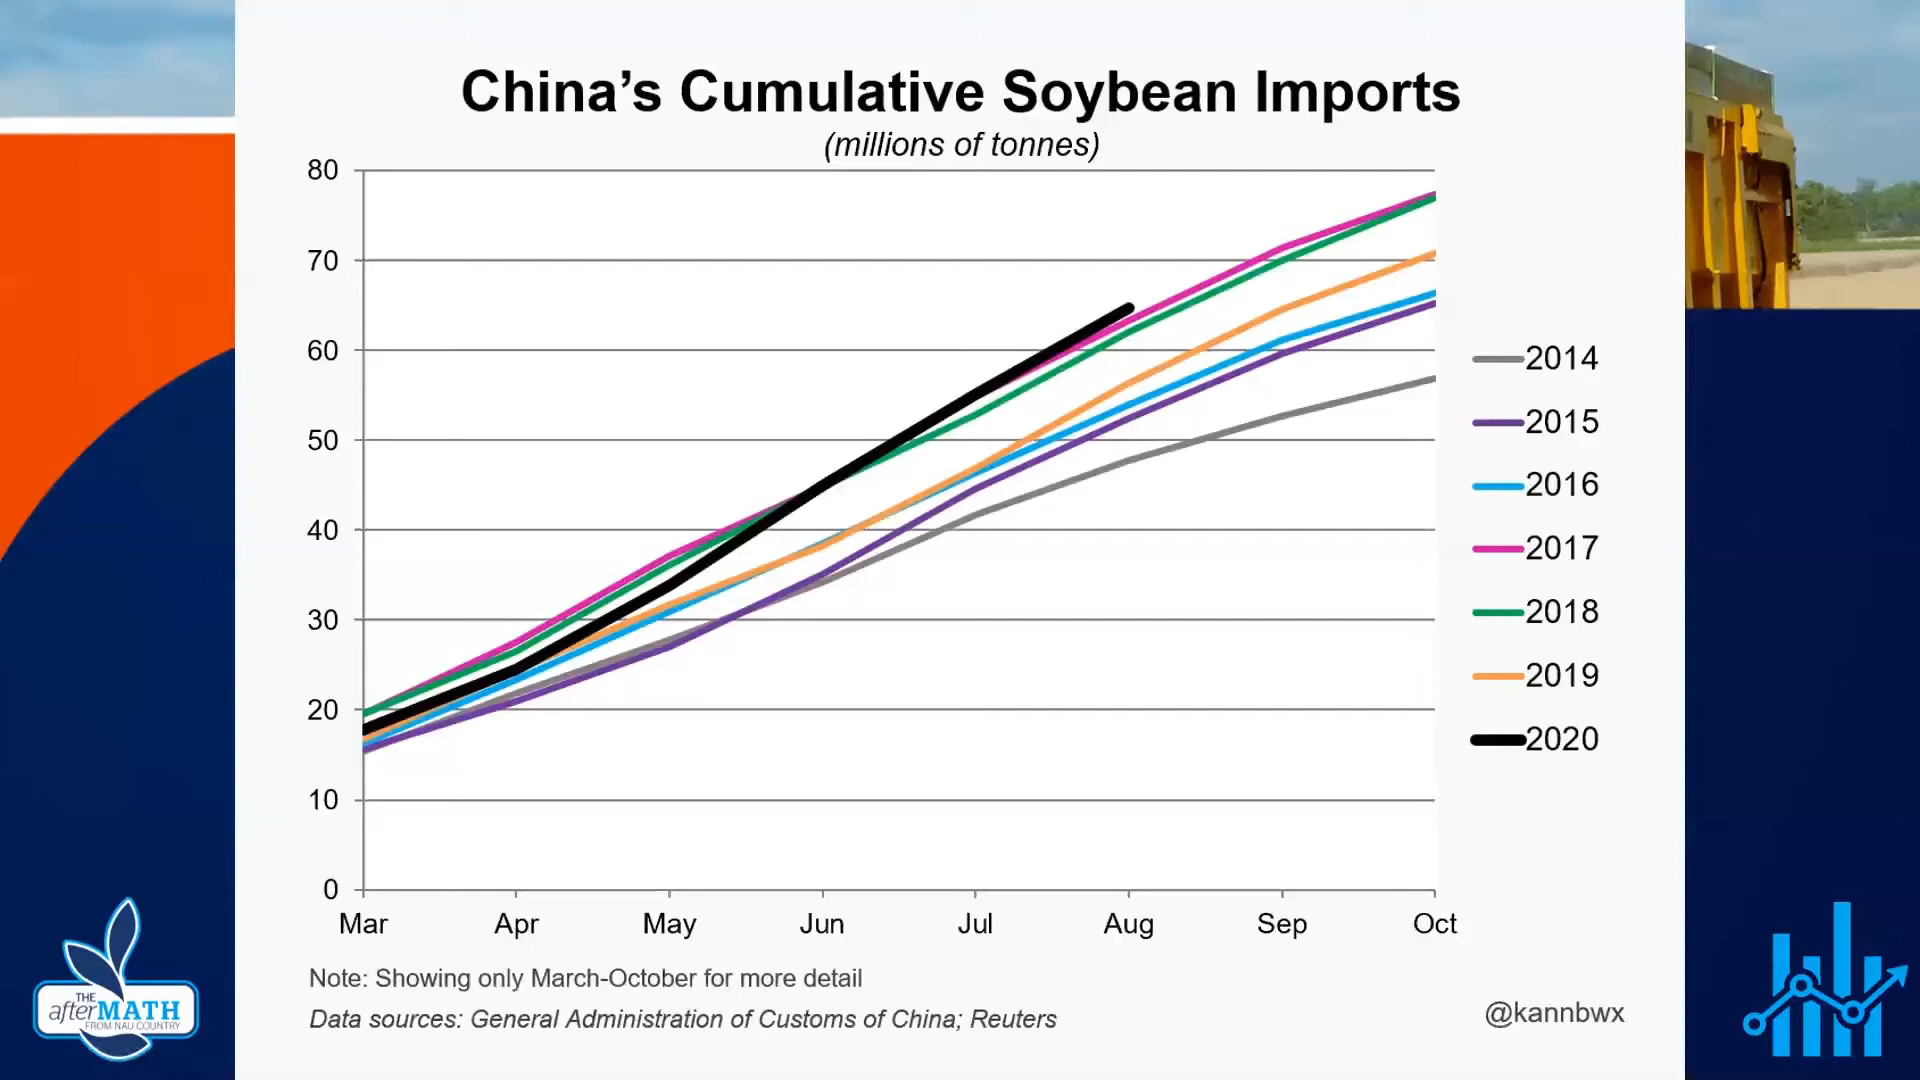 China's Cumulative Soybean Imports
(millions of tonnes)
80
70
60
50
40
30
20
10
0
Mar Apr May Jun Jul Aug Sep Oct
2014
2015
2016
2017
2018
2019
2020
Note: Showing only March-October for more detail
Data sources: General Administration of Customs of China; Reuters
@kannbwx
THE
afterMATH
FROM NAU COUNTRY